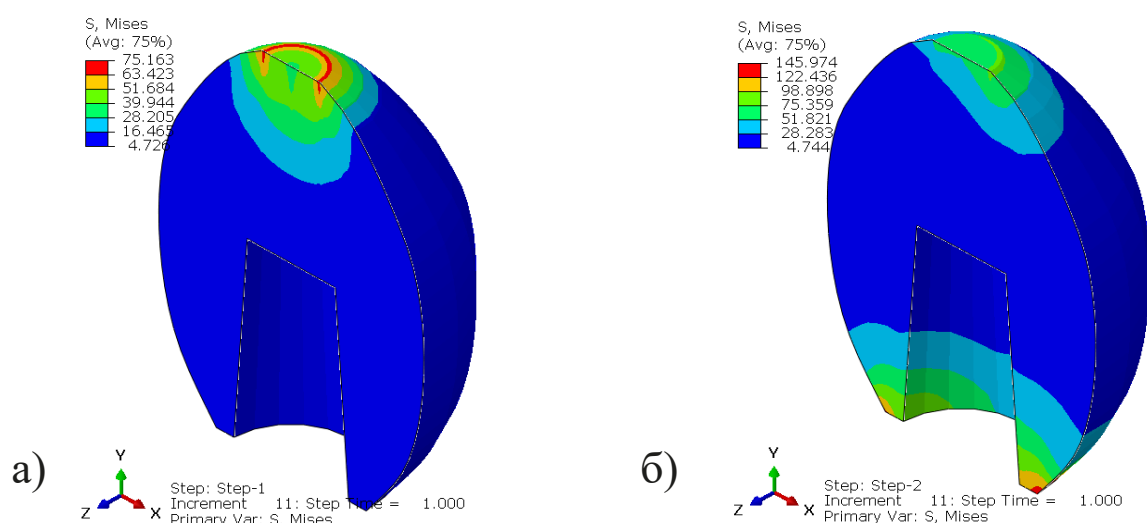 S, Mises
(Avg: 75%)
75.163
63.423
51.684
39.944
28.205
16.465
4.726
а)
Y
Z
X
Step: Step-1
Increment 11: Step Time = 1.000
Primary Var: S, Mises
S, Mises
(Avg: 75%)
145.974
122.436
98.898
75.359
51.821
28.283
4.744
б)
Y
Z
X
Step: Step-2
Increment 11: Step Time = 1.000
Primary Var: S, Mises